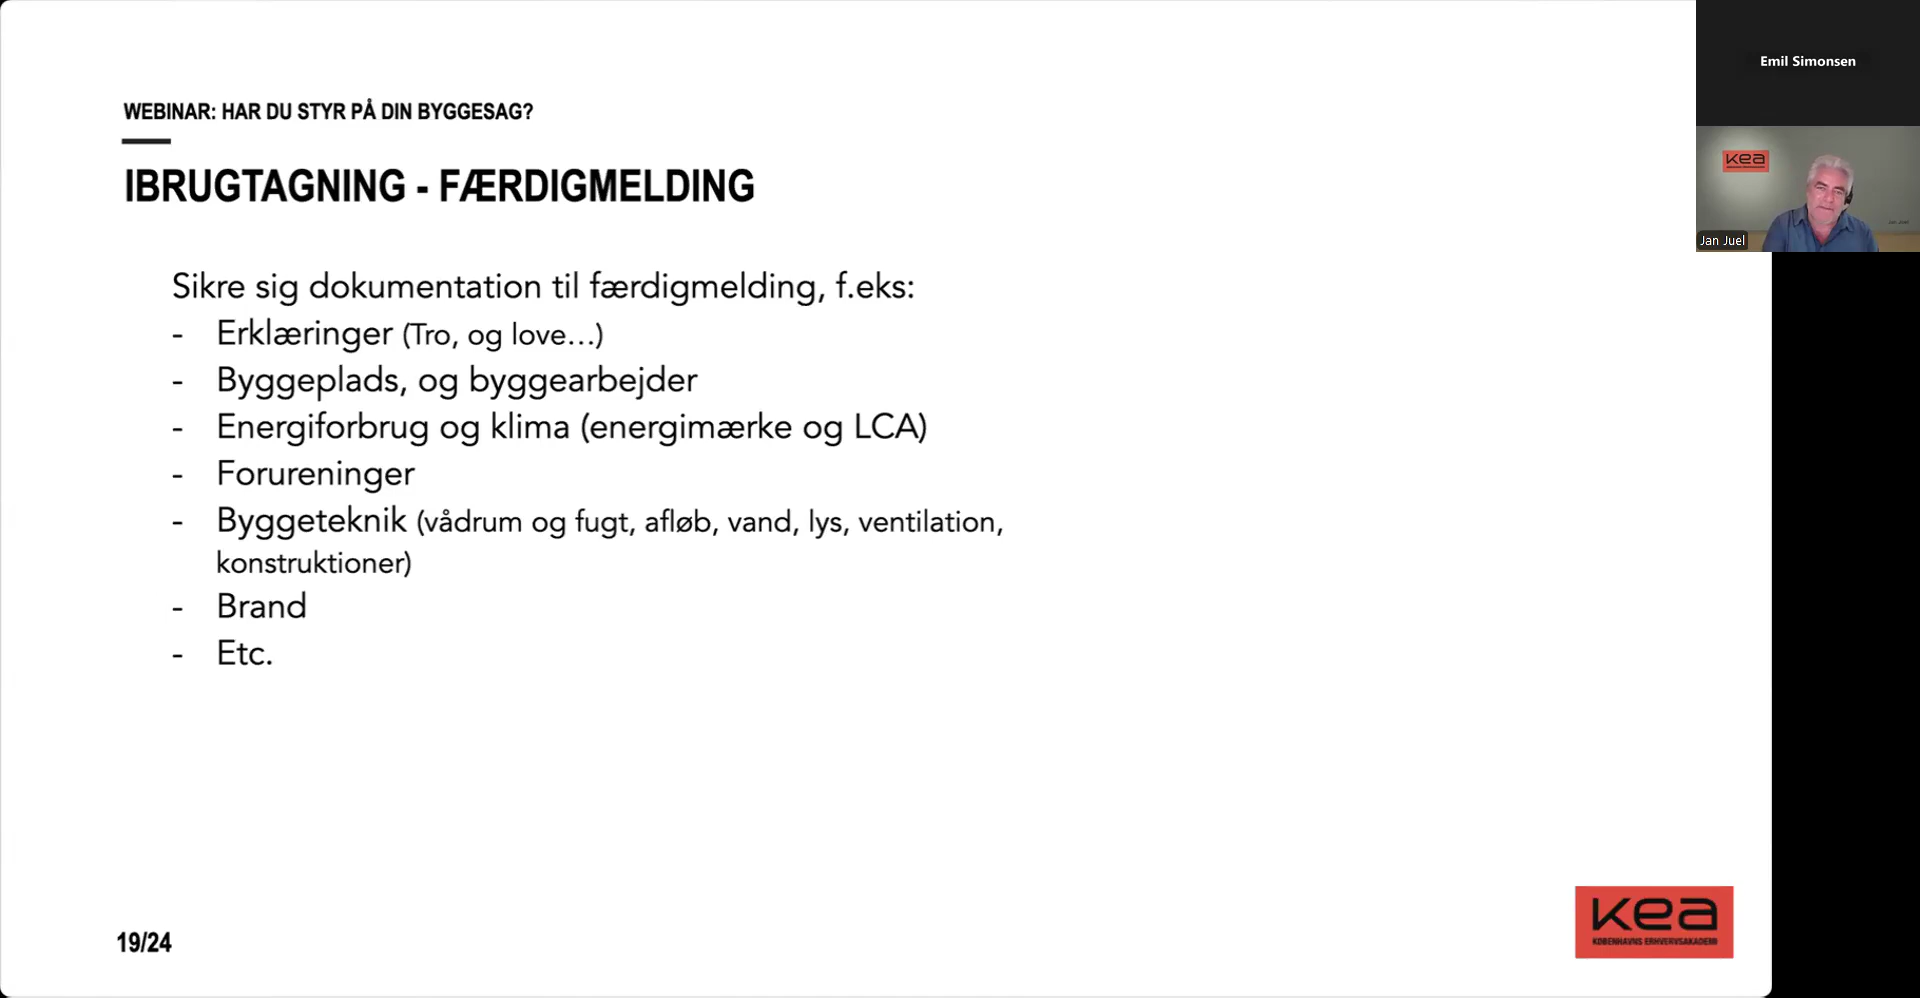 WEBINAR: HAR DU STYR PÅ DIN BYGGESAG?
IBRUGTAGNING - FÆRDIGMELDING
Sikre sig dokumentation til færdigmelding, f.eks:
- Erklæringer (Tro, og love...)
- Byggeplads, og byggearbejder
- Energiforbrug og klima (energimærke og LCA)
- Forureninger
- Byggeteknik (vådrum og fugt, afløb, vand, lys, ventilation,
konstruktioner)
- Brand
- Etc.
19/24
kea
KØBENHAVNS ERHVERVSAKADEMI
Emil Simonsen
kea
Jan Juel
Jan Juel